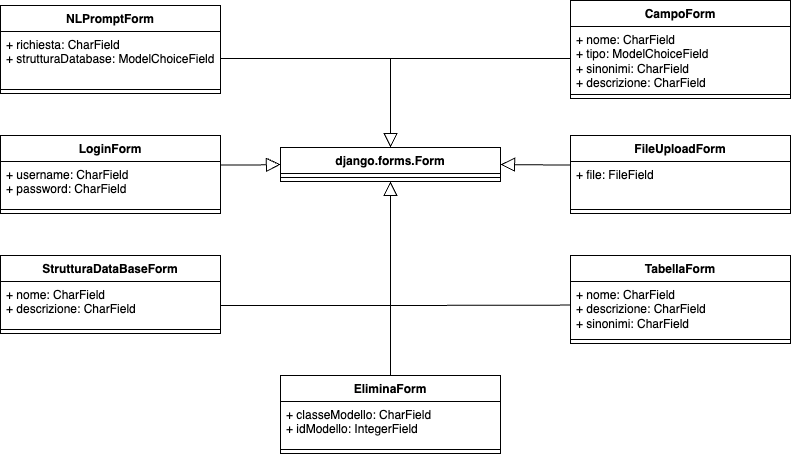 NLPromptForm
+ richiesta: CharField
+ strutturaDatabase: ModelChoiceField
CampoForm
+ nome: CharField
+ tipo: ModelChoiceField
+ sinonimi: CharField
+ descrizione: CharField
LoginForm
+ username: CharField
+ password: CharField
django.forms.Form
FileUploadForm
+ file: FileField
StrutturaDataBaseForm
+ nome: CharField
+ descrizione: CharField
TabellaForm
+ nome: CharField
+ descrizione: CharField
+ sinonimi: CharField
EliminaForm
+ classeModello: CharField
+ idModello: IntegerField